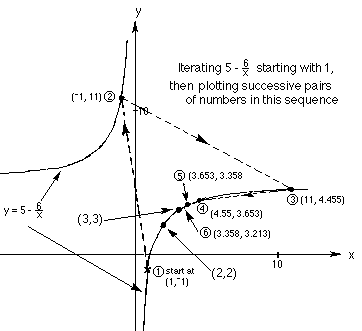 y
Iterating 5 - 6/x starting with 1,
then plotting successive pairs
of numbers in this sequence
(⁻1, 11) ②
10
⑤ (3.653, 3.358
③ (11, 4.455)
y = 5 - 6/x
(3,3)
④
(4.55, 3.653)
⑥ (3.358, 3.213)
x
① start at
(1,⁻1)
(2,2)
10